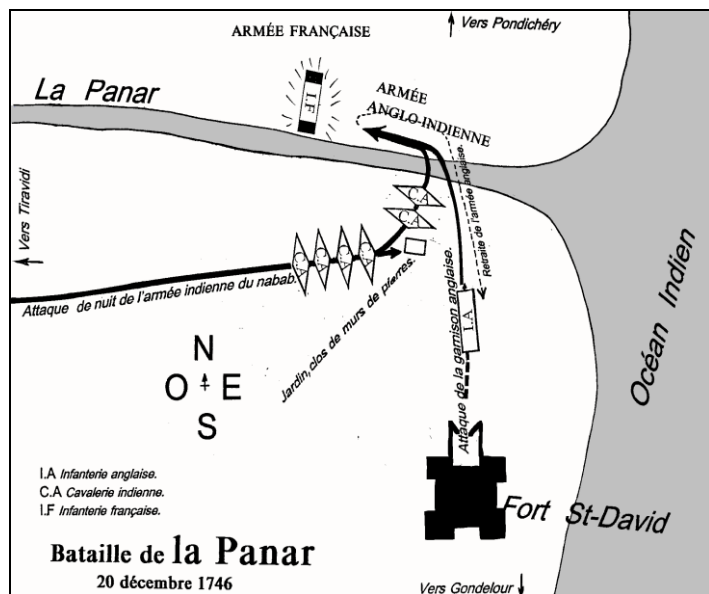 Vers Pondichéry
ARMÉE FRANÇAISE
I.F
La Panar
ARMÉE
ANGLO-INDIENNE
Vers Tiravidi
C.A
C.A
C.A
C.A
C.A
C.A
Retraite de l'armée anglaise.
Attaque de nuit de l'armée indienne du nabab.
Jardin, clos de murs de pierres.
Attaque de la garnison anglaise.
I.A
Océan Indien
N
O E
S
I.A Infanterie anglaise.
C.A Cavalerie indienne.
I.F Infanterie française.
Fort St-David
Bataille de la Panar
20 décembre 1746
Vers Gondelour